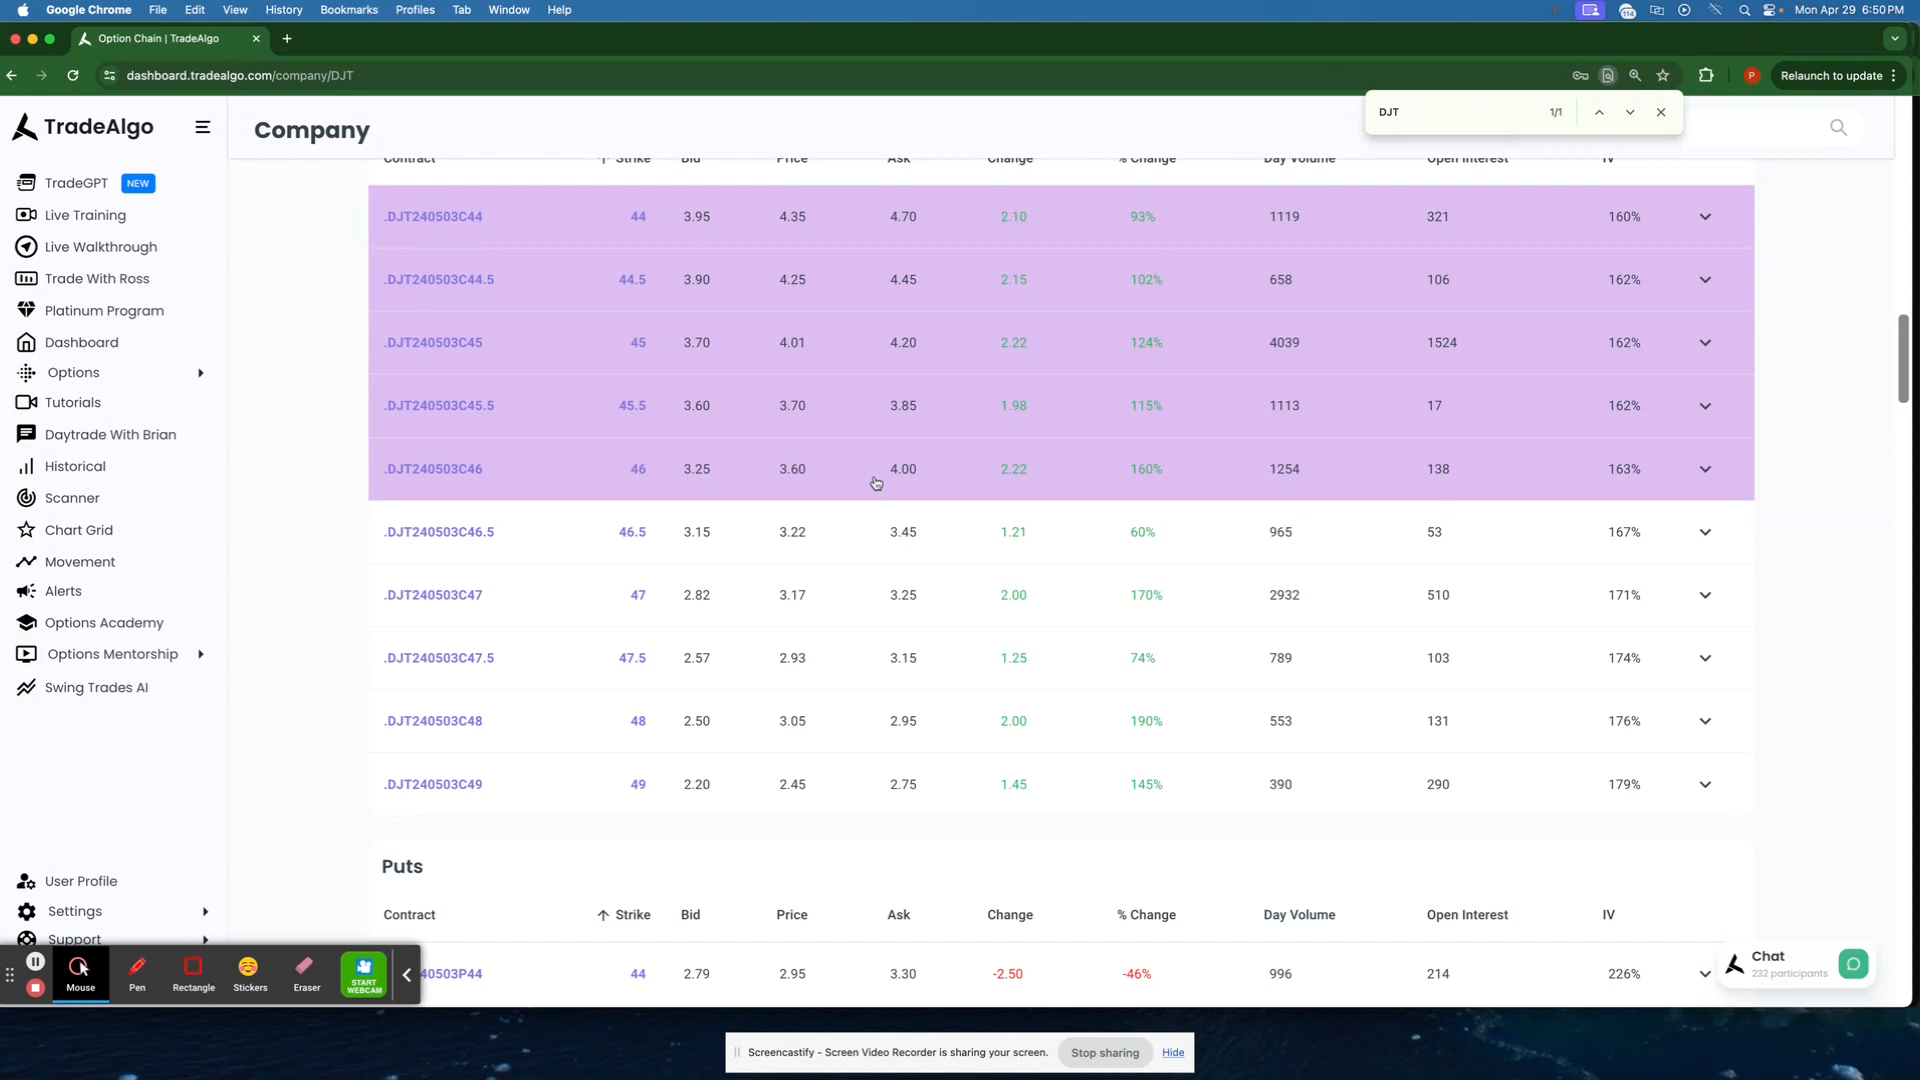 Google Chrome File Edit View History Bookmarks Profiles Tab Window Help 114 Mon Apr 29 6:50 PM
Option Chain | TradeAlgo
dashboard.tradealgo.com/company/DJT P Relaunch to update
DJT 1/1
TradeAlgo
Company
TradeGPT NEW
Live Training
Live Walkthrough
Trade With Ross
Platinum Program
Dashboard
Options
Tutorials
Daytrade With Brian
Historical
Scanner
Chart Grid
Movement
Alerts
Options Academy
Options Mentorship
Swing Trades AI
User Profile
Settings
Support
Contract Strike Bid Price Ask Change % Change Day Volume Open Interest IV
.DJT240503C44 44 3.95 4.35 4.70 2.10 93% 1119 321 160%
.DJT240503C44.5 44.5 3.90 4.25 4.45 2.15 102% 658 106 162%
.DJT240503C45 45 3.70 4.01 4.20 2.22 124% 4039 1524 162%
.DJT240503C45.5 45.5 3.60 3.70 3.85 1.98 115% 1113 17 162%
.DJT240503C46 46 3.25 3.60 4.00 2.22 160% 1254 138 163%
.DJT240503C46.5 46.5 3.15 3.22 3.45 1.21 60% 965 53 167%
.DJT240503C47 47 2.82 3.17 3.25 2.00 170% 2932 510 171%
.DJT240503C47.5 47.5 2.57 2.93 3.15 1.25 74% 789 103 174%
.DJT240503C48 48 2.50 3.05 2.95 2.00 190% 553 131 176%
.DJT240503C49 49 2.20 2.45 2.75 1.45 145% 390 290 179%
Puts
Contract Strike Bid Price Ask Change % Change Day Volume Open Interest IV
40503P44 44 2.79 2.95 3.30 -2.50 -46% 996 214 226%
Chat
232 participants
Mouse Pen Rectangle Stickers Eraser START WEBCAM
Screencastify - Screen Video Recorder is sharing your screen. Stop sharing Hide